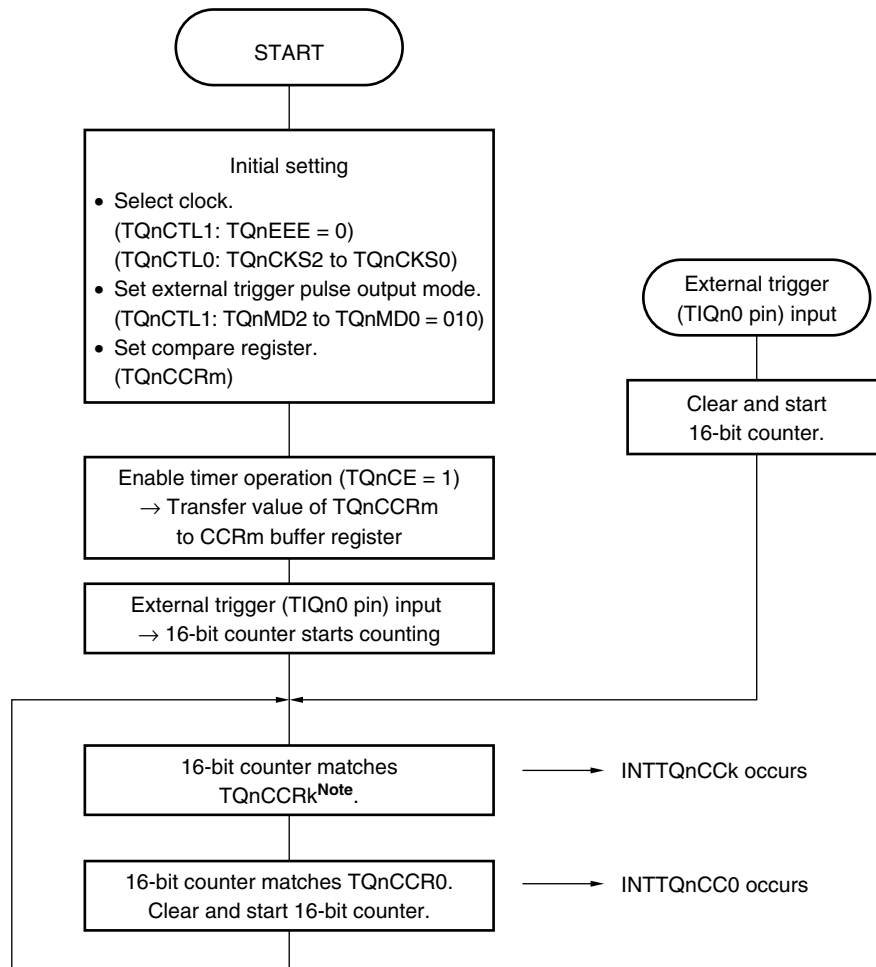 START
Initial setting
• Select clock.
(TQnCTL1: TQnEEE = 0)
(TQnCTL0: TQnCKS2 to TQnCKS0)
• Set external trigger pulse output mode.
(TQnCTL1: TQnMD2 to TQnMD0 = 010)
• Set compare register.
(TQnCCRm)
External trigger
(TIQn0 pin) input
Clear and start
16-bit counter.
Enable timer operation (TQnCE = 1)
→ Transfer value of TQnCCRm
to CCRm buffer register
External trigger (TIQn0 pin) input
→ 16-bit counter starts counting
16-bit counter matches
TQnCCRkNote.
INTTQnCCk occurs
16-bit counter matches TQnCCR0.
Clear and start 16-bit counter.
INTTQnCC0 occurs